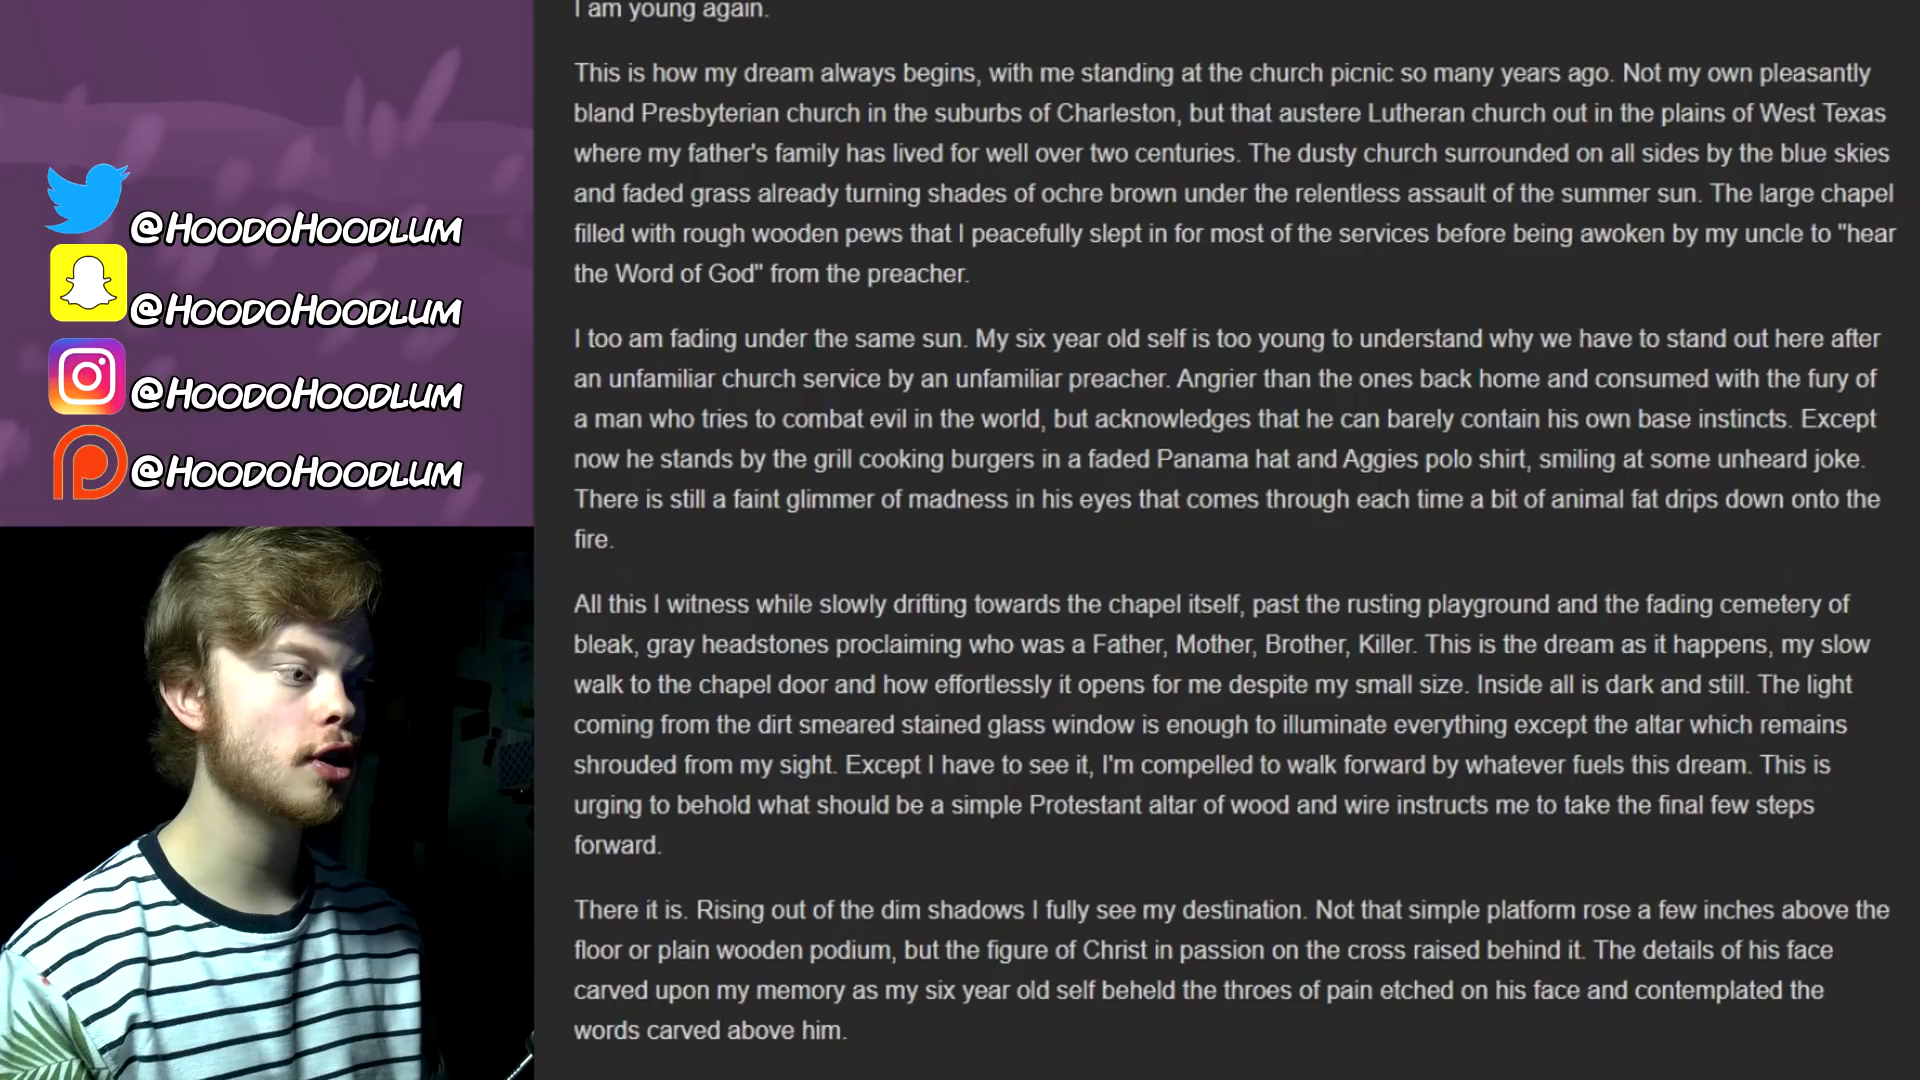 @HoodoHoodlum
@HoodoHoodlum
@HoodoHoodlum
@HoodoHoodlum
I am young again.
This is how my dream always begins, with me standing at the church picnic so many years ago. Not my own pleasantly
bland Presbyterian church in the suburbs of Charleston, but that austere Lutheran church out in the plains of West Texas
where my father's family has lived for well over two centuries. The dusty church surrounded on all sides by the blue skies
and faded grass already turning shades of ochre brown under the relentless assault of the summer sun. The large chapel
filled with rough wooden pews that I peacefully slept in for most of the services before being awoken by my uncle to "hear
the Word of God" from the preacher.
I too am fading under the same sun. My six year old self is too young to understand why we have to stand out here after
an unfamiliar church service by an unfamiliar preacher. Angrier than the ones back home and consumed with the fury of
a man who tries to combat evil in the world, but acknowledges that he can barely contain his own base instincts. Except
now he stands by the grill cooking burgers in a faded Panama hat and Aggies polo shirt, smiling at some unheard joke.
There is still a faint glimmer of madness in his eyes that comes through each time a bit of animal fat drips down onto the
fire.
All this I witness while slowly drifting towards the chapel itself, past the rusting playground and the fading cemetery of
bleak, gray headstones proclaiming who was a Father, Mother, Brother, Killer. This is the dream as it happens, my slow
walk to the chapel door and how effortlessly it opens for me despite my small size. Inside all is dark and still. The light
coming from the dirt smeared stained glass window is enough to illuminate everything except the altar which remains
shrouded from my sight. Except I have to see it, I'm compelled to walk forward by whatever fuels this dream. This is
urging to behold what should be a simple Protestant altar of wood and wire instructs me to take the final few steps
forward.
There it is. Rising out of the dim shadows I fully see my destination. Not that simple platform rose a few inches above the
floor or plain wooden podium, but the figure of Christ in passion on the cross raised behind it. The details of his face
carved upon my memory as my six year old self beheld the throes of pain etched on his face and contemplated the
words carved above him.